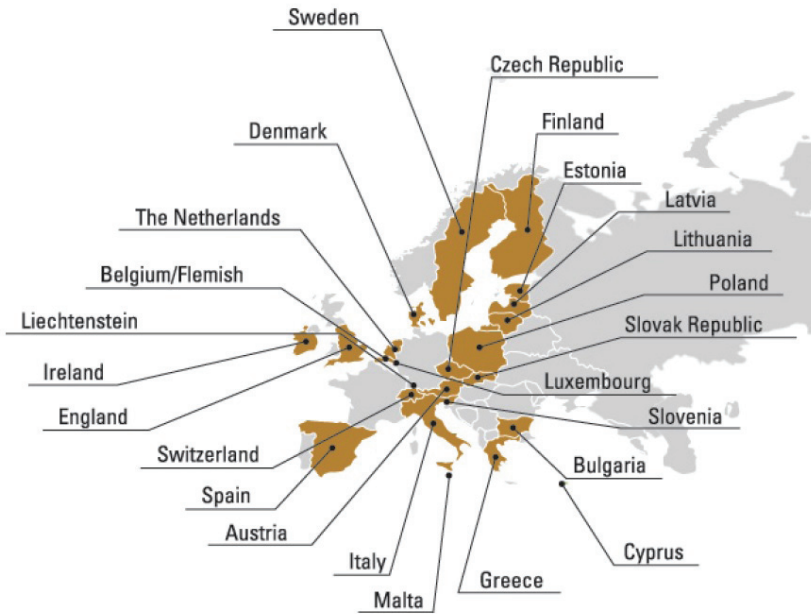 Sweden
Czech Republic
Denmark
Finland
Estonia
The Netherlands
Latvia
Lithuania
Belgium/Flemish
Poland
Liechtenstein
Slovak Republic
Ireland
Luxembourg
England
Slovenia
Switzerland
Bulgaria
Spain
Austria
Cyprus
Italy
Greece
Malta